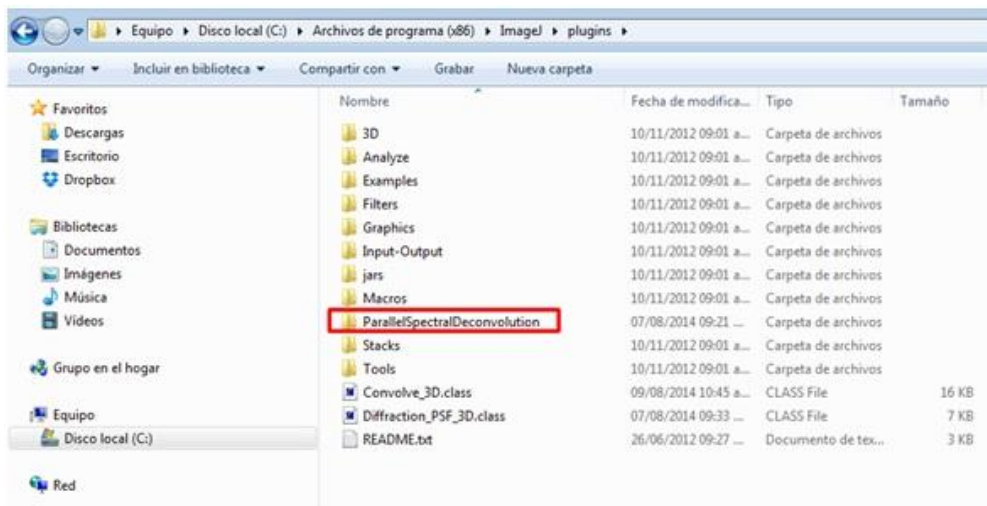 Equipo ▸ Disco local (C:) ▸ Archivos de programa (x86) ▸ ImageJ ▸ plugins ▸
Organizar Incluir en biblioteca Compartir con Grabar Nueva carpeta
Favoritos
Descargas
Escritorio
Dropbox
Bibliotecas
Documentos
Imágenes
Música
Vídeos
Grupo en el hogar
Equipo
Disco local (C:)
Red
Nombre Fecha de modifica... Tipo Tamaño
3D 10/11/2012 09:01 a... Carpeta de archivos
Analyze 10/11/2012 09:01 a... Carpeta de archivos
Examples 10/11/2012 09:01 a... Carpeta de archivos
Filters 10/11/2012 09:01 a... Carpeta de archivos
Graphics 10/11/2012 09:01 a... Carpeta de archivos
Input-Output 10/11/2012 09:01 a... Carpeta de archivos
jars 10/11/2012 09:01 a... Carpeta de archivos
Macros 10/11/2012 09:01 a... Carpeta de archivos
ParallelSpectralDeconvolution 07/08/2014 09:21 ... Carpeta de archivos
Stacks 10/11/2012 09:01 a... Carpeta de archivos
Tools 10/11/2012 09:01 a... Carpeta de archivos
Convolve_3D.class 09/08/2014 10:45 a... CLASS File 16 KB
Diffraction_PSF_3D.class 07/08/2014 09:33 ... CLASS File 7 KB
README.txt 26/06/2012 09:27 ... Documento de tex... 3 KB